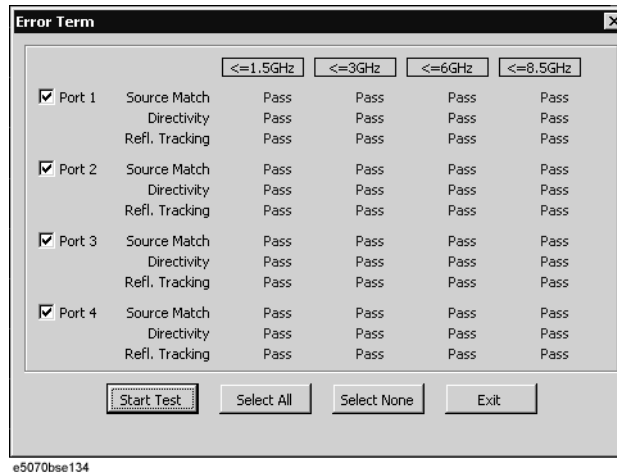 Error Term
<=1.5GHz <=3GHz <=6GHz <=8.5GHz
Port 1 Source Match Pass Pass Pass Pass
Directivity Pass Pass Pass Pass
Refl. Tracking Pass Pass Pass Pass
Port 2 Source Match Pass Pass Pass Pass
Directivity Pass Pass Pass Pass
Refl. Tracking Pass Pass Pass Pass
Port 3 Source Match Pass Pass Pass Pass
Directivity Pass Pass Pass Pass
Refl. Tracking Pass Pass Pass Pass
Port 4 Source Match Pass Pass Pass Pass
Directivity Pass Pass Pass Pass
Refl. Tracking Pass Pass Pass Pass
Start Test Select All Select None Exit
e5070bse134